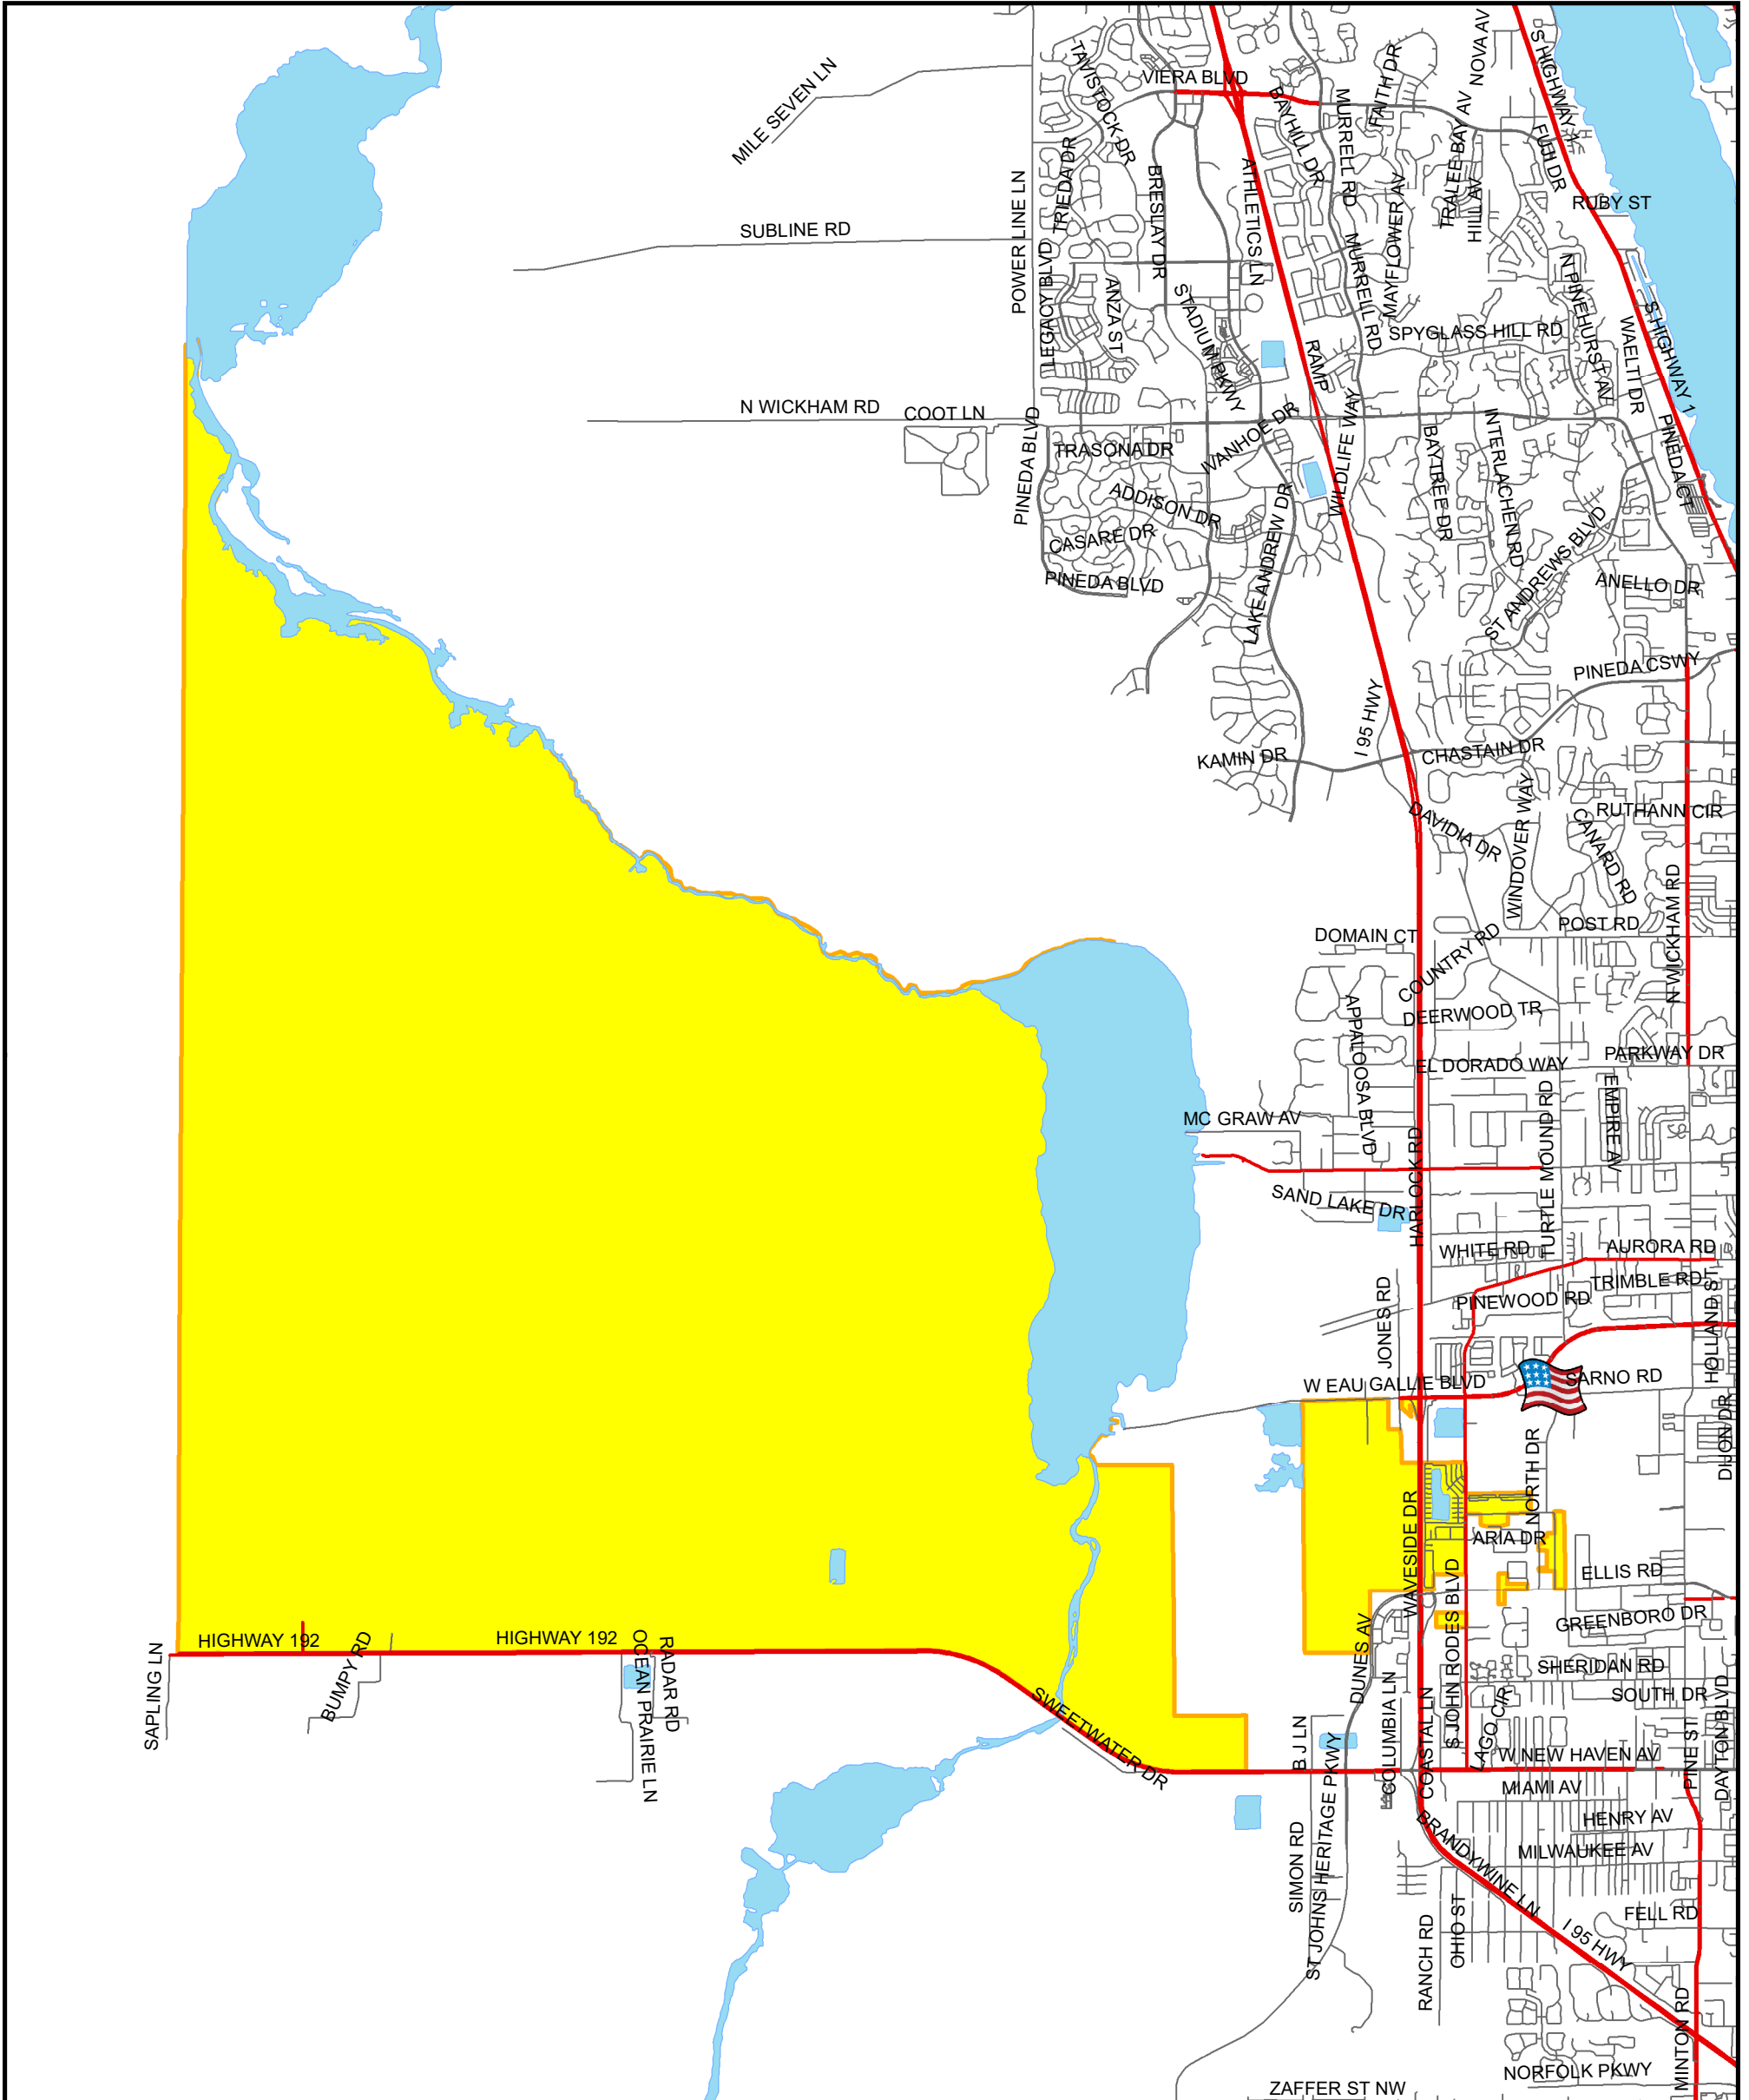 NOVA AV
S HIGHWAY 1
TAVISTOCK DR
VIERA BLVD
FAITH DR
MILE SEVEN LN
BAYHILL DR
MURRELL RD
TRALEE BAY AV
FUJI DR
TRIEDA DR
BRESLAY DR
ATHLETICS LN
MAYFLOWER AV
HILL AV
RUBY ST
POWER LINE LN
SUBLINE RD
LEGACY BLVD
ANZA ST
STADIUM PKWY
MURRELL RD
N PINEHURST AV
SPYGLASS HILL RD
WAELTI DR
S HIGHWAY 1
RAMP
N WICKHAM RD
COOT LN
PINEDA BLVD
TRASONA DR
IVANHOE DR
WILDLIFE WAY
BAYTREE DR
INTERLACHEN RD
PINEDA CT
ADDISON DR
CASARE DR
LAKE ANDREW DR
ST ANDREWS BLVD
PINEDA BLVD
ANELLO DR
PINEDA CSWY
I 95 HWY
KAMIN DR
CHASTAIN DR
DAVIDIA DR
WINDOVER WAY
RUTHANN CIR
CANARD RD
N WICKHAM RD
POST RD
DOMAIN CT
COUNTRY RD
APPALOOSA BLVD
DEERWOOD TR
EL DORADO WAY
PARKWAY DR
EMPIRE AV
TURTLE MOUND RD
MC GRAW AV
HARLOCK RD
SAND LAKE DR
WHITE RD
AURORA RD
TRIMBLE RD
JONES RD
PINEWOOD RD
HOLLAND ST
W EAU GALLIE BLVD
SARNO RD
DIJON DR
NORTH DR
WAVESIDE DR
ARIA DR
ELLIS RD
S JOHN RODES BLVD
GREENBORO DR
DUNES AV
HIGHWAY 192
HIGHWAY 192
SAPLING LN
BUMPY RD
OCEAN PRAIRIE LN
RADAR RD
SWEETWATER DR
SHERIDAN RD
SOUTH DR
COLUMBIA LN
COASTAL LN
LAGO CIR
B J LN
W NEW HAVEN AV
PINE ST
DAYTON BLVD
MIAMI AV
ST JOHNS HERITAGE PKWY
HENRY AV
BRANDYWINE LN
MILWAUKEE AV
SIMON RD
RANCH RD
OHIO ST
FELL RD
I 95 HWY
MINTON RD
NORFOLK PKWY
ZAFFER ST NW